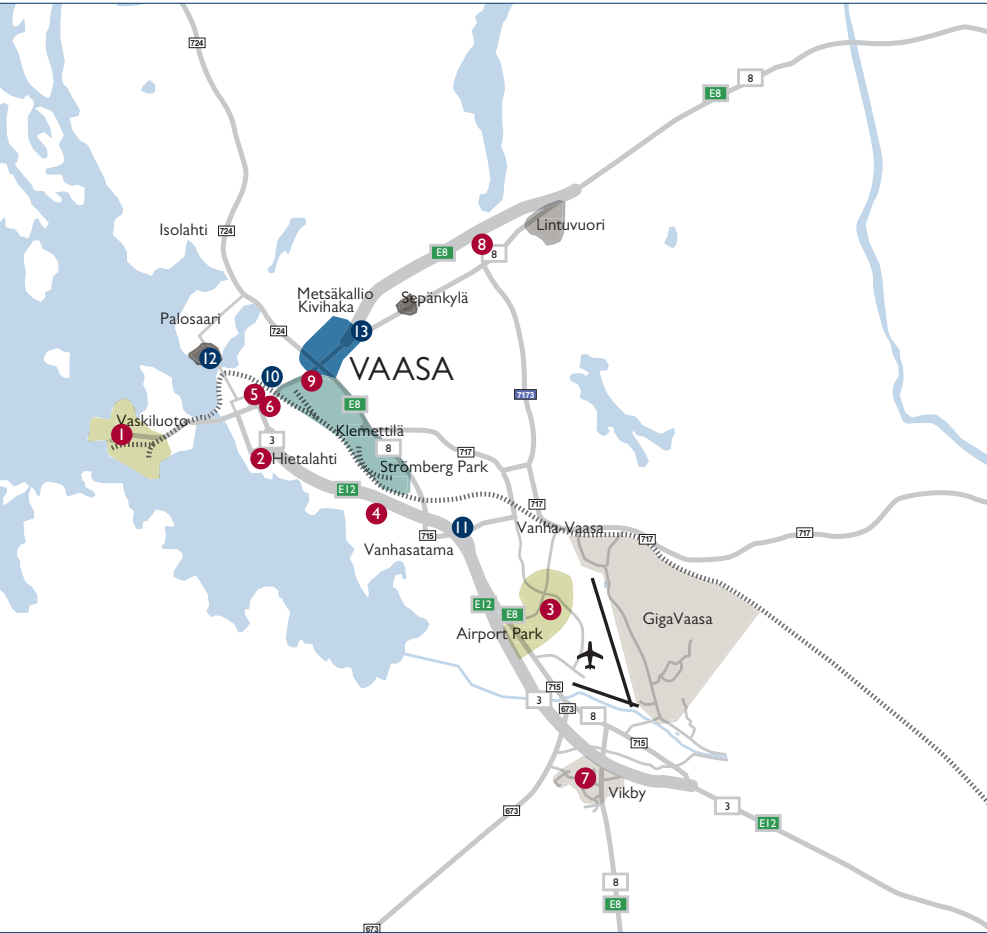 724
8
E8
Isolahti
724
Lintuvuori
8
8
E8
Metsäkallio
Kivihaka
Sepänkylä
Palosaari
724
13
12
VAASA
10
9
5
6
E8
7173
Vaskiluoto
1
Klemettilä
3
8
717
2
Hietalahti
Strömberg Park
E12
717
4
11
Vanha-Vaasa
715
717
717
Vanhasatama
E12
E8
3
GigaVaasa
Airport Park
715
3
673
8
715
7
Vikby
3
673
E12
8
E8
673